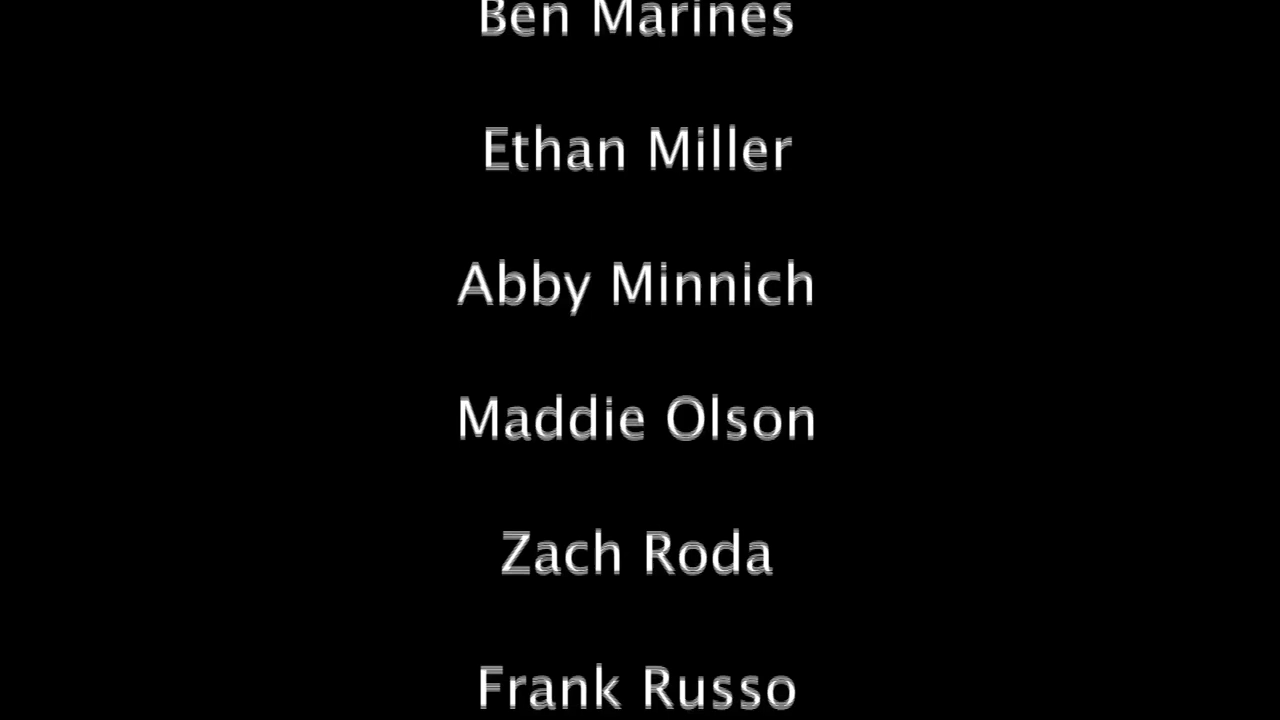 Ben Marines
Ethan Miller
Abby Minnich
Maddie Olson
Zach Roda
Frank Russo